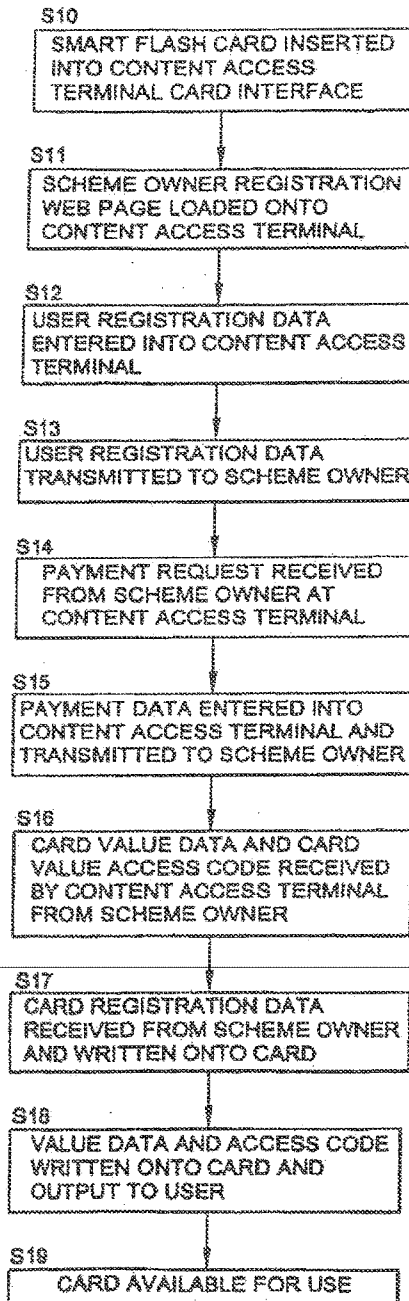 S10
SMART FLASH CARD INSERTED
INTO CONTENT ACCESS
TERMINAL CARD INTERFACE
S11
SCHEME OWNER REGISTRATION
WEB PAGE LOADED ONTO
CONTENT ACCESS TERMINAL
S12
USER REGISTRATION DATA
ENTERED INTO CONTENT ACCESS
TERMINAL
S13
USER REGISTRATION DATA
TRANSMITTED TO SCHEME OWNER
S14
PAYMENT REQUEST RECEIVED
FROM SCHEME OWNER AT
CONTENT ACCESS TERMINAL
S15
PAYMENT DATA ENTERED INTO
CONTENT ACCESS TERMINAL AND
TRANSMITTED TO SCHEME OWNER
S16
CARD VALUE DATA AND CARD
VALUE ACCESS CODE RECEIVED
BY CONTENT ACCESS TERMINAL
FROM SCHEME OWNER
S17
CARD REGISTRATION DATA
RECEIVED FROM SCHEME OWNER
AND WRITTEN ONTO CARD
S18
VALUE DATA AND ACCESS CODE
WRITTEN ONTO CARD AND
OUTPUT TO USER
S19
CARD AVAILABLE FOR USE